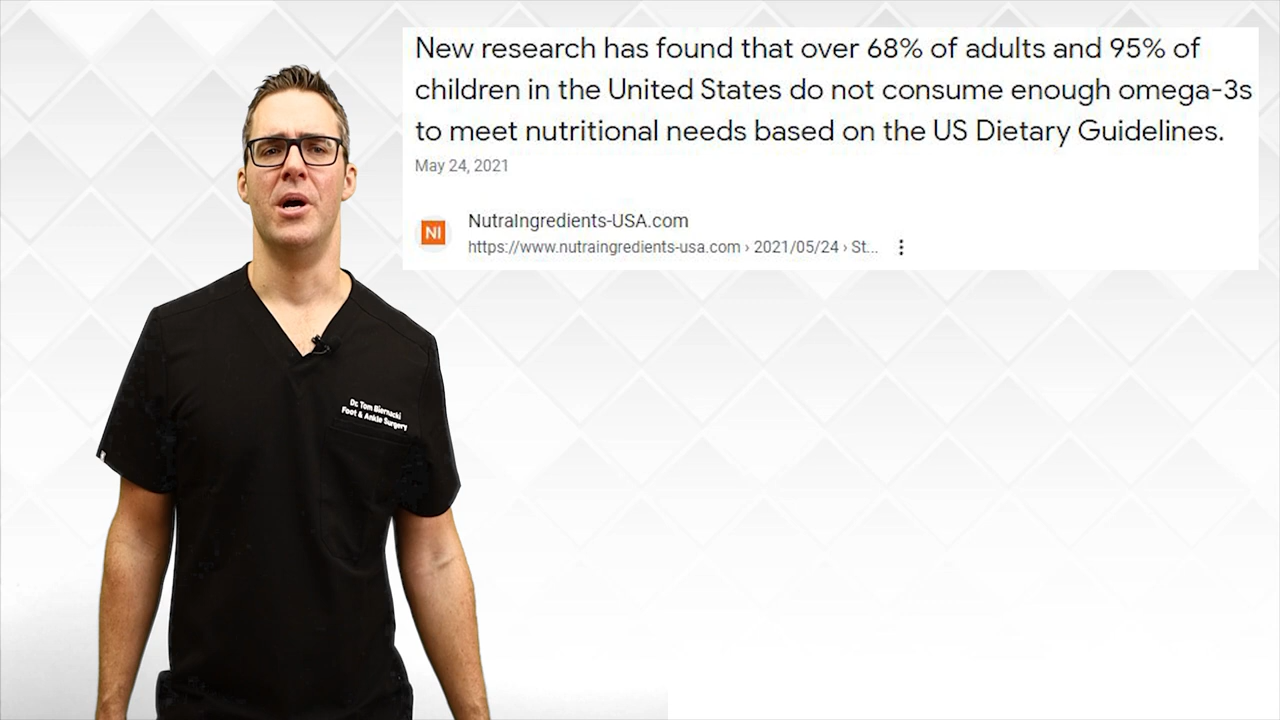 New research has found that over 68% of adults and 95% of
children in the United States do not consume enough omega-3s
to meet nutritional needs based on the US Dietary Guidelines.
May 24, 2021
NI
NutraIngredients-USA.com
https://www.nutraingredients-usa.com › 2021/05/24 › St...
Dr. Tom Biernacki
Foot & Ankle Surgery